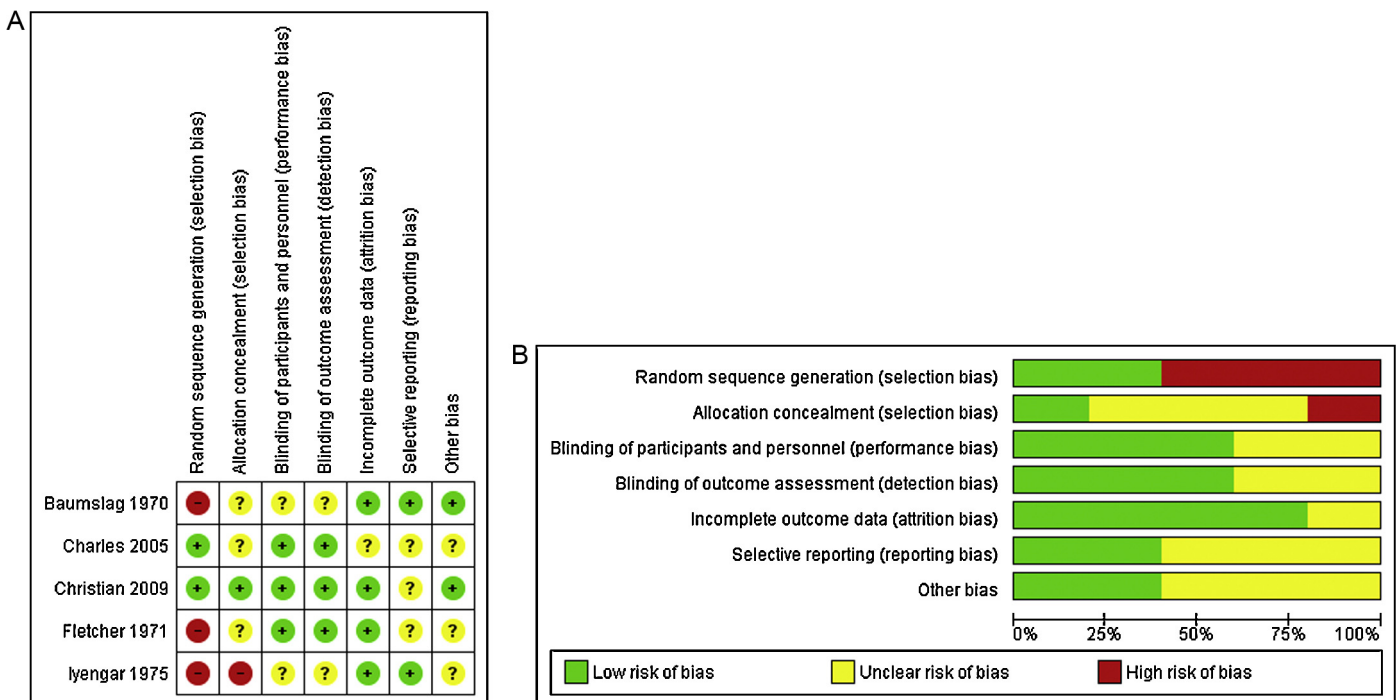 A
Random sequence generation (selection bias)
Allocation concealment (selection bias)
Blinding of participants and personnel (performance bias)
Blinding of outcome assessment (detection bias)
Incomplete outcome data (attrition bias)
Selective reporting (reporting bias)
Other bias
Baumslag 1970 - ? ? ? + + +
Charles 2005 + ? + + ? ? ?
Christian 2009 + + + + + ? +
Fletcher 1971 - ? + + + ? ?
Iyengar 1975 - - ? ? + + ?
B
Random sequence generation (selection bias)
Allocation concealment (selection bias)
Blinding of participants and personnel (performance bias)
Blinding of outcome assessment (detection bias)
Incomplete outcome data (attrition bias)
Selective reporting (reporting bias)
Other bias
0% 25% 50% 75% 100%
Low risk of bias Unclear risk of bias High risk of bias